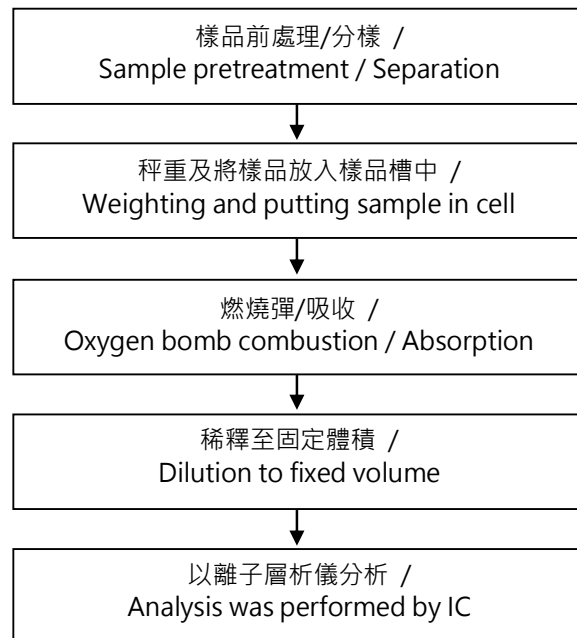 樣品前處理/分樣 /
Sample pretreatment / Separation
秤重及將樣品放入樣品槽中 /
Weighting and putting sample in cell
燃燒彈/吸收 /
Oxygen bomb combustion / Absorption
稀釋至固定體積 /
Dilution to fixed volume
以離子層析儀分析 /
Analysis was performed by IC